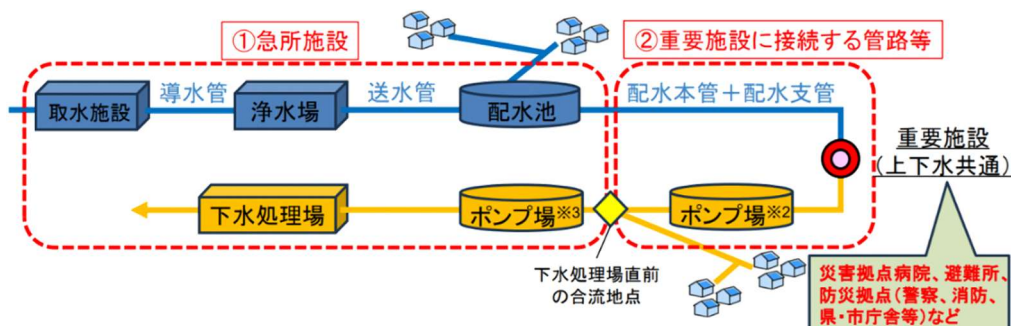 ①急所施設
②重要施設に接続する管路等
導水管
送水管
配水本管+配水支管
取水施設
浄水場
配水池
重要施設
(上下水共通)
下水処理場
ポンプ場※3
ポンプ場※2
下水処理場直前
の合流地点
災害拠点病院、避難所、
防災拠点(警察、消防、
県・市庁舎等)など